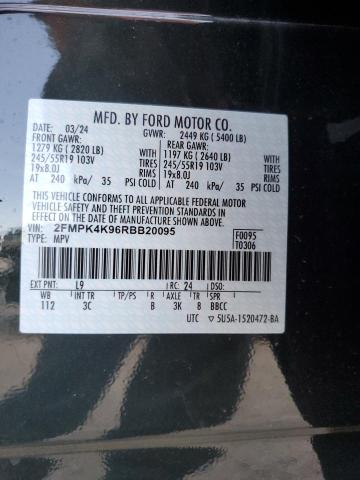 MFD. BY FORD MOTOR CO.
DATE: 03/24 GVWR: 2449 KG ( 5400 LB)
FRONT GAWR: REAR GAWR:
1279 KG ( 2820 LB) WITH 1197 KG ( 2640 LB) WITH
245/55R19 103V TIRES 245/55R19 103V TIRES
19x8.0J RIMS 19x8.0J RIMS
AT 240 kPa/ 35 PSI COLD AT 240 kPa/ 35 PSI COLD
THIS VEHICLE CONFORMS TO ALL APPLICABLE FEDERAL MOTOR
VEHICLE SAFETY AND THEFT PREVENTION STANDARDS IN EFFECT
ON THE DATE OF MANUFACTURE SHOWN ABOVE.
VIN: 2FMPK4K96RBB20095 F0095
TYPE: MPV T0306
EXT PNT: L9 RC: 24 DSO:
WB INT TR TP/PS R AXLE TR SPR
112 3C B 3K 8 BBCC
UTC 5U5A-1520472-BA